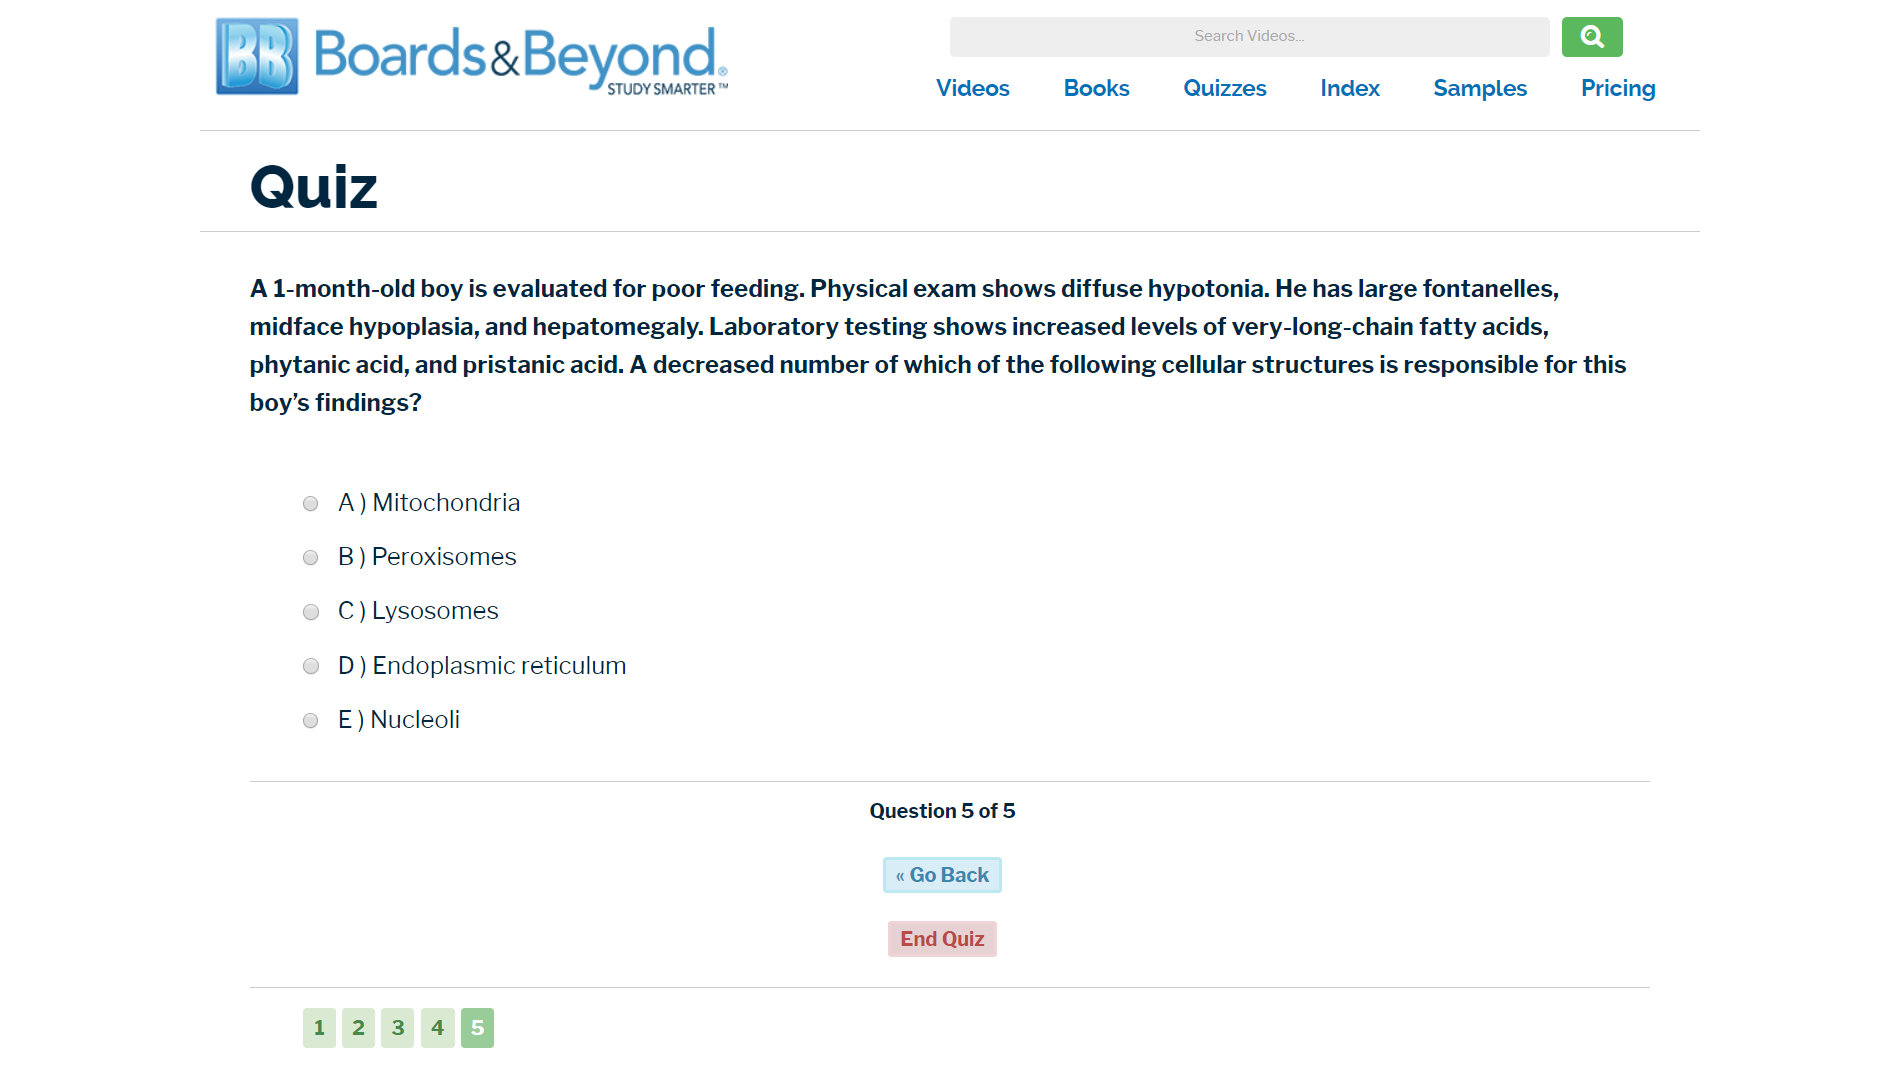 BB Boards&Beyond®
STUDY SMARTER™
Search Videos...
Videos Books Quizzes Index Samples Pricing
Quiz
A 1-month-old boy is evaluated for poor feeding. Physical exam shows diffuse hypotonia. He has large fontanelles,
midface hypoplasia, and hepatomegaly. Laboratory testing shows increased levels of very-long-chain fatty acids,
phytanic acid, and pristanic acid. A decreased number of which of the following cellular structures is responsible for this
boy’s findings?
A ) Mitochondria
B ) Peroxisomes
C ) Lysosomes
D ) Endoplasmic reticulum
E ) Nucleoli
Question 5 of 5
« Go Back
End Quiz
1 2 3 4 5